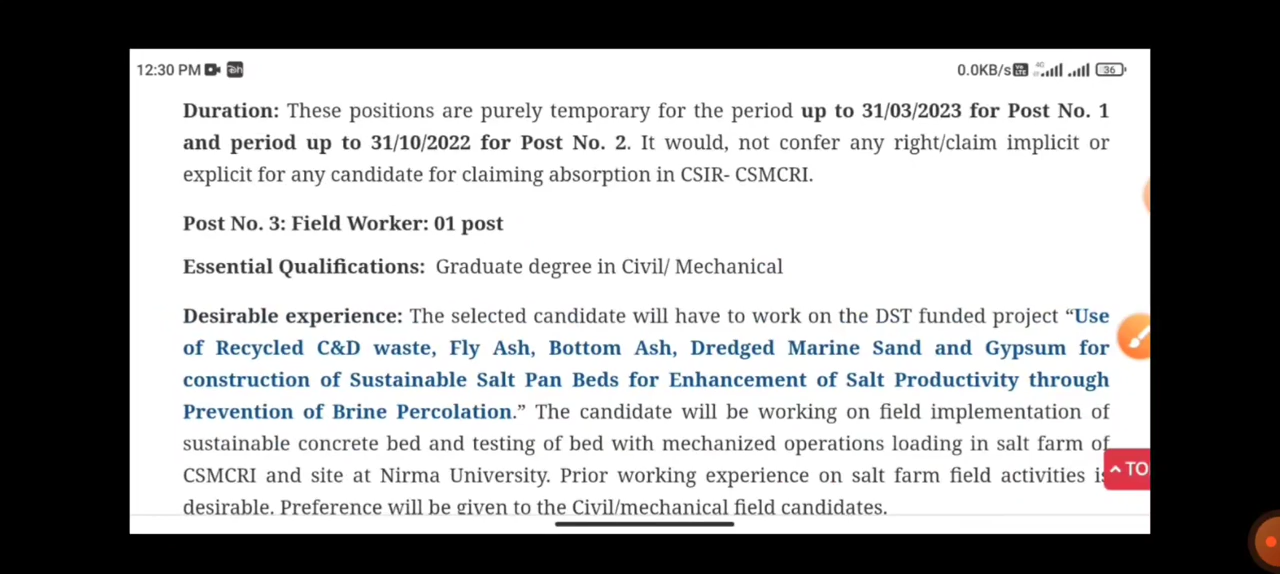 12:30 PM
0.0KB/s 4G 36
Duration: These positions are purely temporary for the period up to 31/03/2023 for Post No. 1
and period up to 31/10/2022 for Post No. 2. It would, not confer any right/claim implicit or
explicit for any candidate for claiming absorption in CSIR- CSMCRI.
Post No. 3: Field Worker: 01 post
Essential Qualifications: Graduate degree in Civil/ Mechanical
Desirable experience: The selected candidate will have to work on the DST funded project “Use
of Recycled C&D waste, Fly Ash, Bottom Ash, Dredged Marine Sand and Gypsum for
construction of Sustainable Salt Pan Beds for Enhancement of Salt Productivity through
Prevention of Brine Percolation.” The candidate will be working on field implementation of
sustainable concrete bed and testing of bed with mechanized operations loading in salt farm of
CSMCRI and site at Nirma University. Prior working experience on salt farm field activities is
desirable. Preference will be given to the Civil/mechanical field candidates.
TO